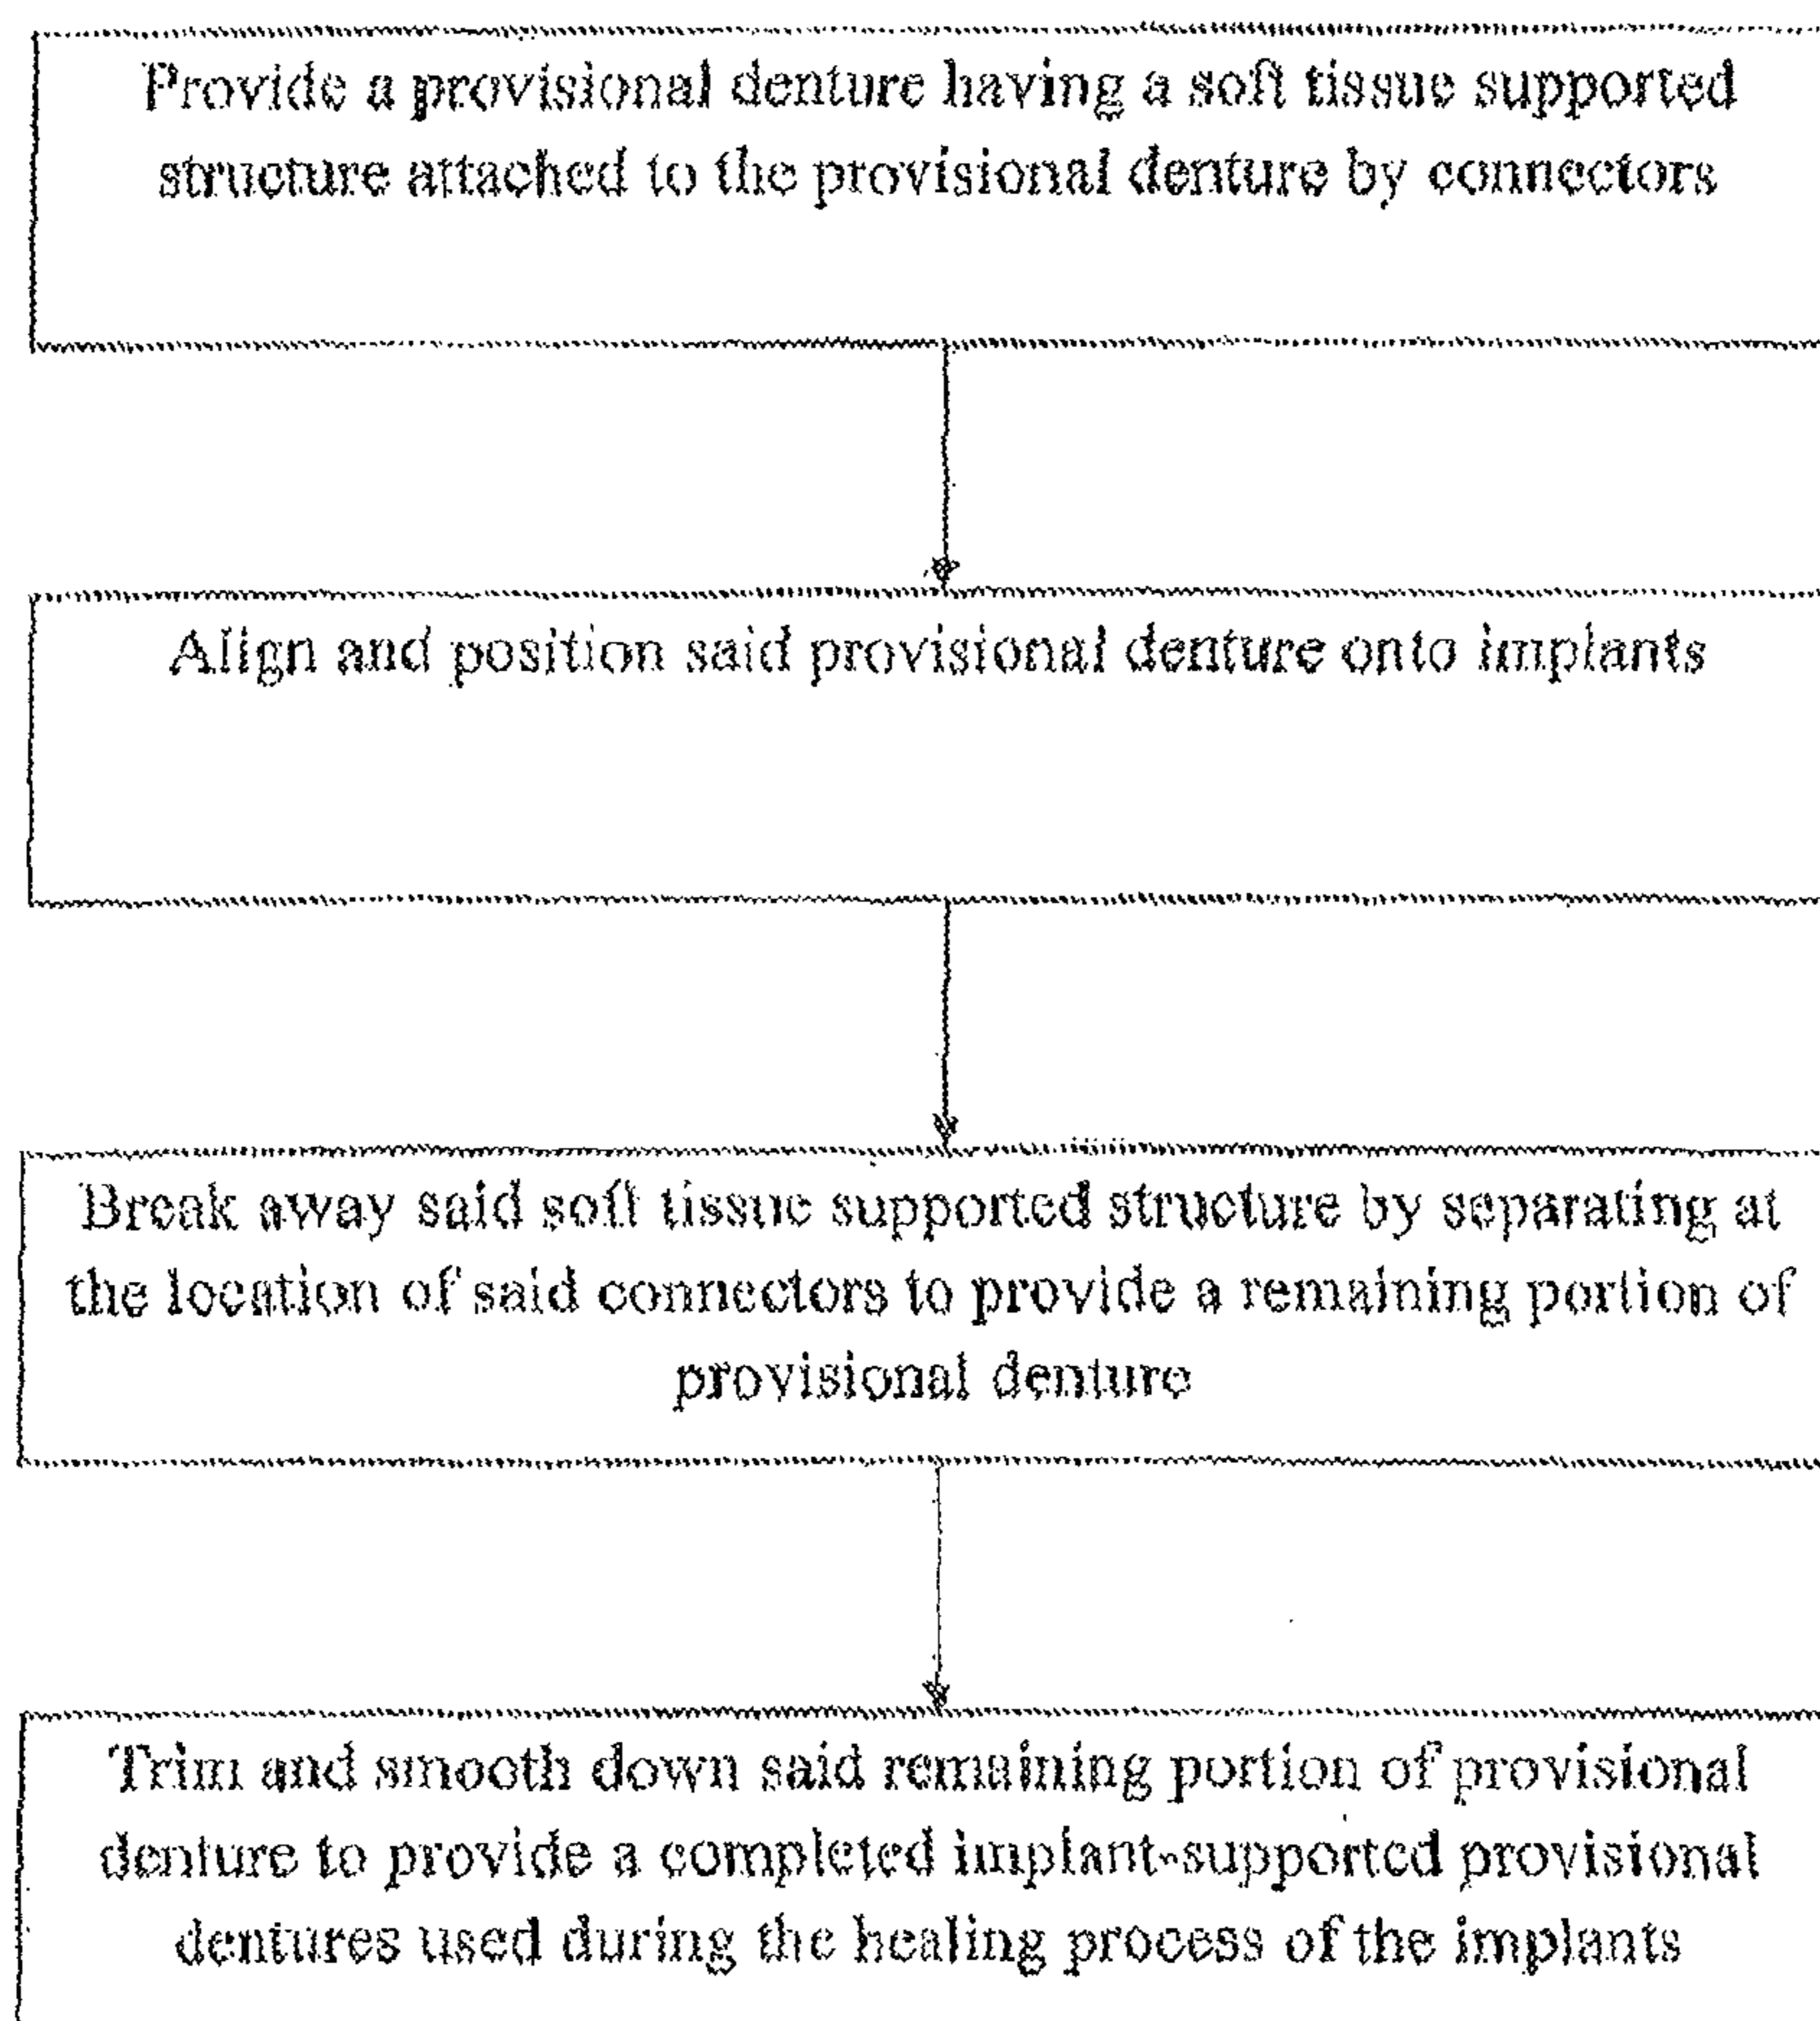 Provide a provisional denture having a soft tissue supported
structure attached to the provisional denture by connectors
Align and position said provisional denture onto implants
Break away said soft tissue supported structure by separating at
the location of said connectors to provide a remaining portion of
provisional denture
Trim and smooth down said remaining portion of provisional
denture to provide a completed implant-supported provisional
dentures used during the healing process of the implants